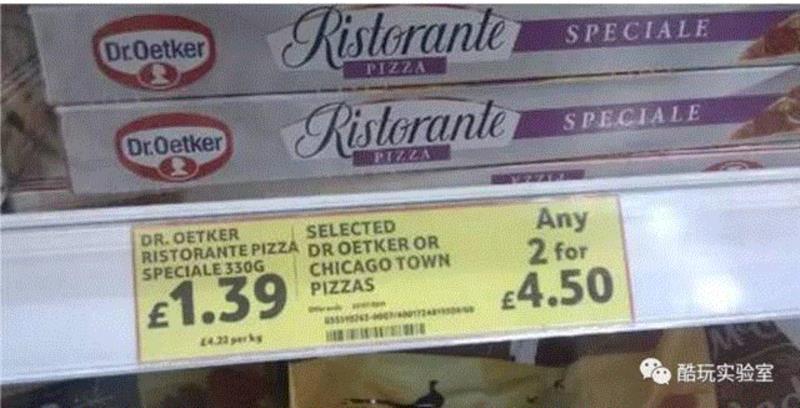 Dr.Oetker
Ristorante
PIZZA
SPECIALE
Dr.Oetker
Ristorante
PIZZA
SPECIALE
DR. OETKER
RISTORANTE PIZZA
SPECIALE 330G
£1.39
£4.22 per kg
SELECTED
DR OETKER OR
CHICAGO TOWN
PIZZAS
Any
2 for
£4.50
酷玩实验室